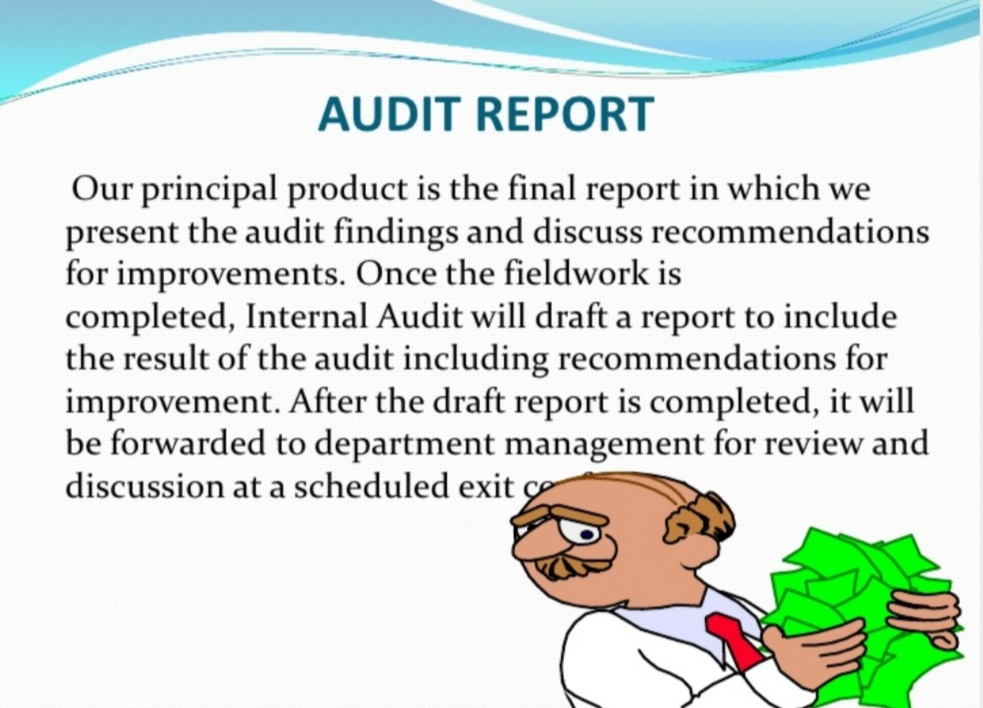 AUDIT REPORT
Our principal product is the final report in which we
present the audit findings and discuss recommendations
for improvements. Once the fieldwork is
completed, Internal Audit will draft a report to include
the result of the audit including recommendations for
improvement. After the draft report is completed, it will
be forwarded to department management for review and
discussion at a scheduled exit